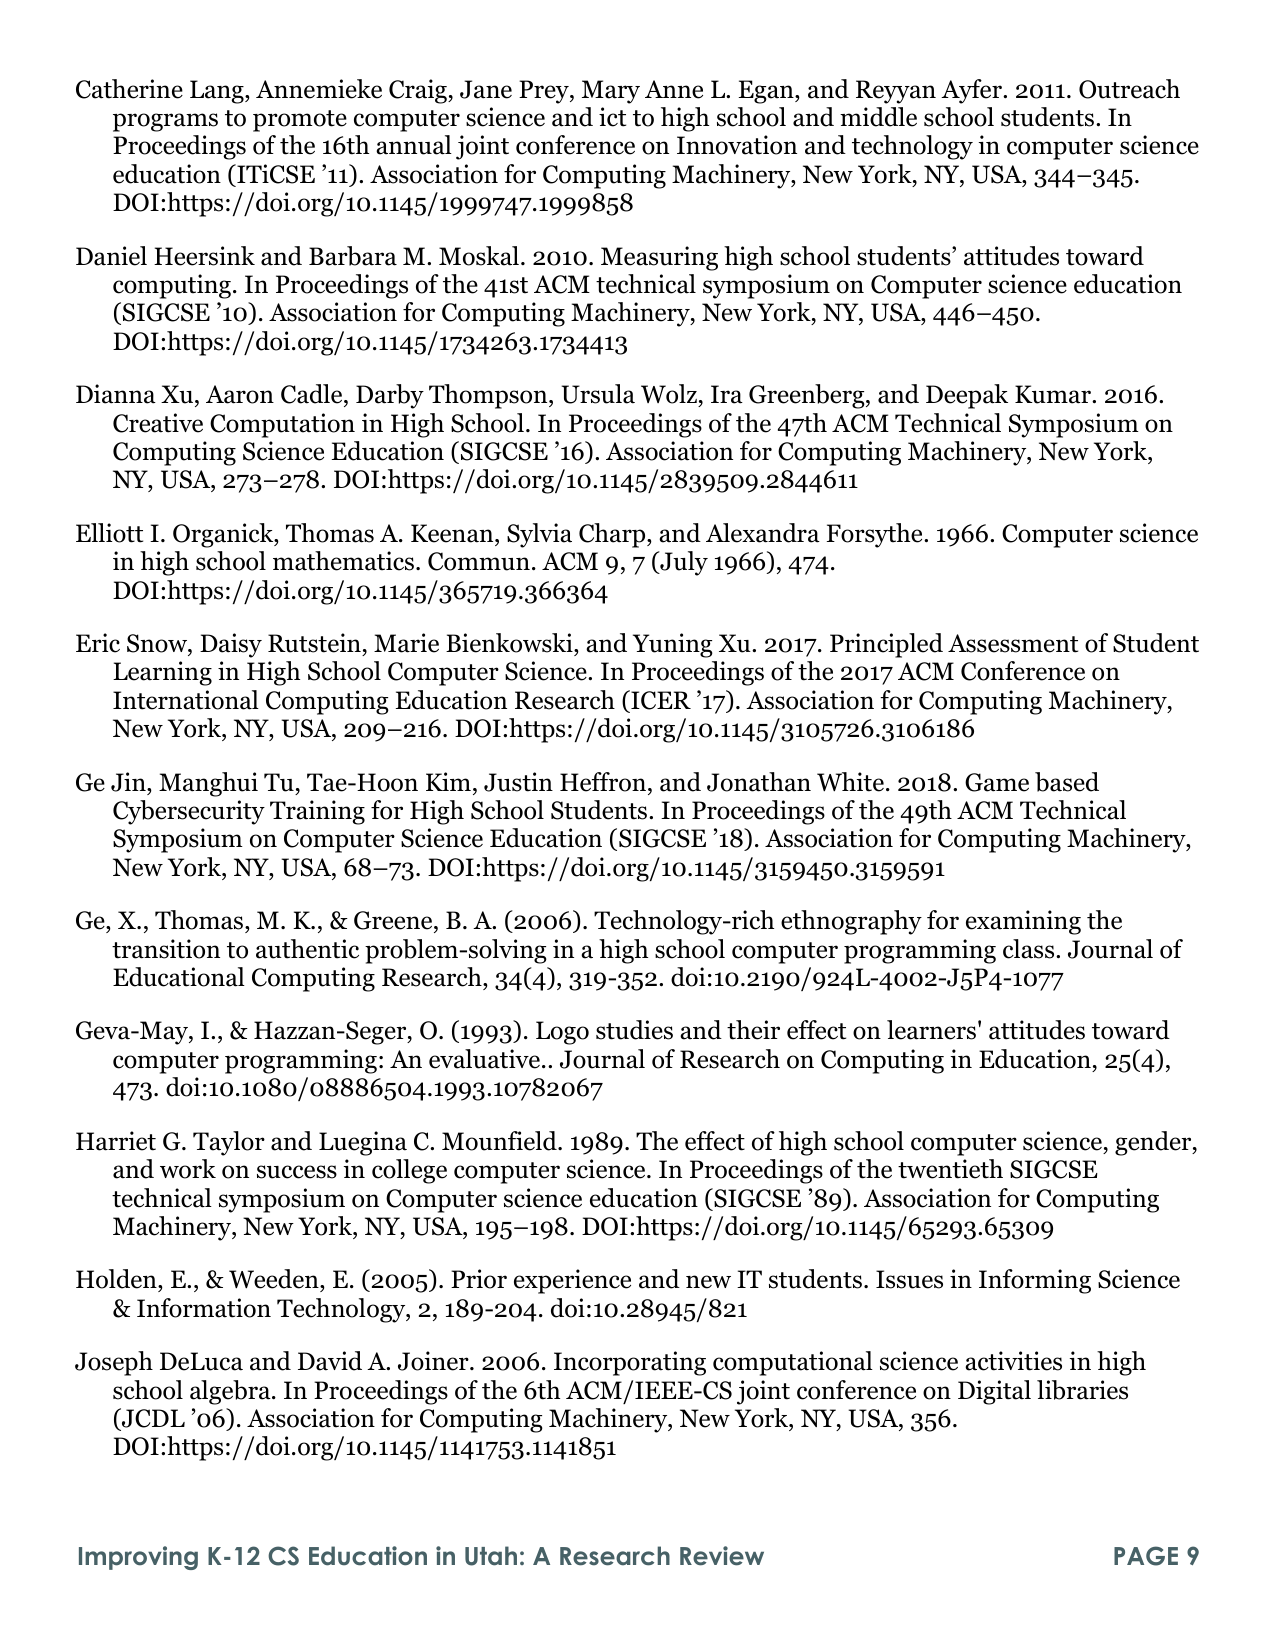 Catherine Lang, Annemieke Craig, Jane Prey, Mary Anne L. Egan, and Reyyan Ayfer. 2011. Outreach
programs to promote computer science and ict to high school and middle school students. In
Proceedings of the 16th annual joint conference on Innovation and technology in computer science
education (ITiCSE ’11). Association for Computing Machinery, New York, NY, USA, 344–345.
DOI:https://doi.org/10.1145/1999747.1999858
Daniel Heersink and Barbara M. Moskal. 2010. Measuring high school students’ attitudes toward
computing. In Proceedings of the 41st ACM technical symposium on Computer science education
(SIGCSE ’10). Association for Computing Machinery, New York, NY, USA, 446–450.
DOI:https://doi.org/10.1145/1734263.1734413
Dianna Xu, Aaron Cadle, Darby Thompson, Ursula Wolz, Ira Greenberg, and Deepak Kumar. 2016.
Creative Computation in High School. In Proceedings of the 47th ACM Technical Symposium on
Computing Science Education (SIGCSE ’16). Association for Computing Machinery, New York,
NY, USA, 273–278. DOI:https://doi.org/10.1145/2839509.2844611
Elliott I. Organick, Thomas A. Keenan, Sylvia Charp, and Alexandra Forsythe. 1966. Computer science
in high school mathematics. Commun. ACM 9, 7 (July 1966), 474.
DOI:https://doi.org/10.1145/365719.366364
Eric Snow, Daisy Rutstein, Marie Bienkowski, and Yuning Xu. 2017. Principled Assessment of Student
Learning in High School Computer Science. In Proceedings of the 2017 ACM Conference on
International Computing Education Research (ICER ’17). Association for Computing Machinery,
New York, NY, USA, 209–216. DOI:https://doi.org/10.1145/3105726.3106186
Ge Jin, Manghui Tu, Tae-Hoon Kim, Justin Heffron, and Jonathan White. 2018. Game based
Cybersecurity Training for High School Students. In Proceedings of the 49th ACM Technical
Symposium on Computer Science Education (SIGCSE ’18). Association for Computing Machinery,
New York, NY, USA, 68–73. DOI:https://doi.org/10.1145/3159450.3159591
Ge, X., Thomas, M. K., & Greene, B. A. (2006). Technology-rich ethnography for examining the
transition to authentic problem-solving in a high school computer programming class. Journal of
Educational Computing Research, 34(4), 319-352. doi:10.2190/924L-4002-J5P4-1077
Geva-May, I., & Hazzan-Seger, O. (1993). Logo studies and their effect on learners' attitudes toward
computer programming: An evaluative.. Journal of Research on Computing in Education, 25(4),
473. doi:10.1080/08886504.1993.10782067
Harriet G. Taylor and Luegina C. Mounfield. 1989. The effect of high school computer science, gender,
and work on success in college computer science. In Proceedings of the twentieth SIGCSE
technical symposium on Computer science education (SIGCSE ’89). Association for Computing
Machinery, New York, NY, USA, 195–198. DOI:https://doi.org/10.1145/65293.65309
Holden, E., & Weeden, E. (2005). Prior experience and new IT students. Issues in Informing Science
& Information Technology, 2, 189-204. doi:10.28945/821
Joseph DeLuca and David A. Joiner. 2006. Incorporating computational science activities in high
school algebra. In Proceedings of the 6th ACM/IEEE-CS joint conference on Digital libraries
(JCDL ’06). Association for Computing Machinery, New York, NY, USA, 356.
DOI:https://doi.org/10.1145/1141753.1141851
Improving K-12 CS Education in Utah: A Research Review PAGE 9